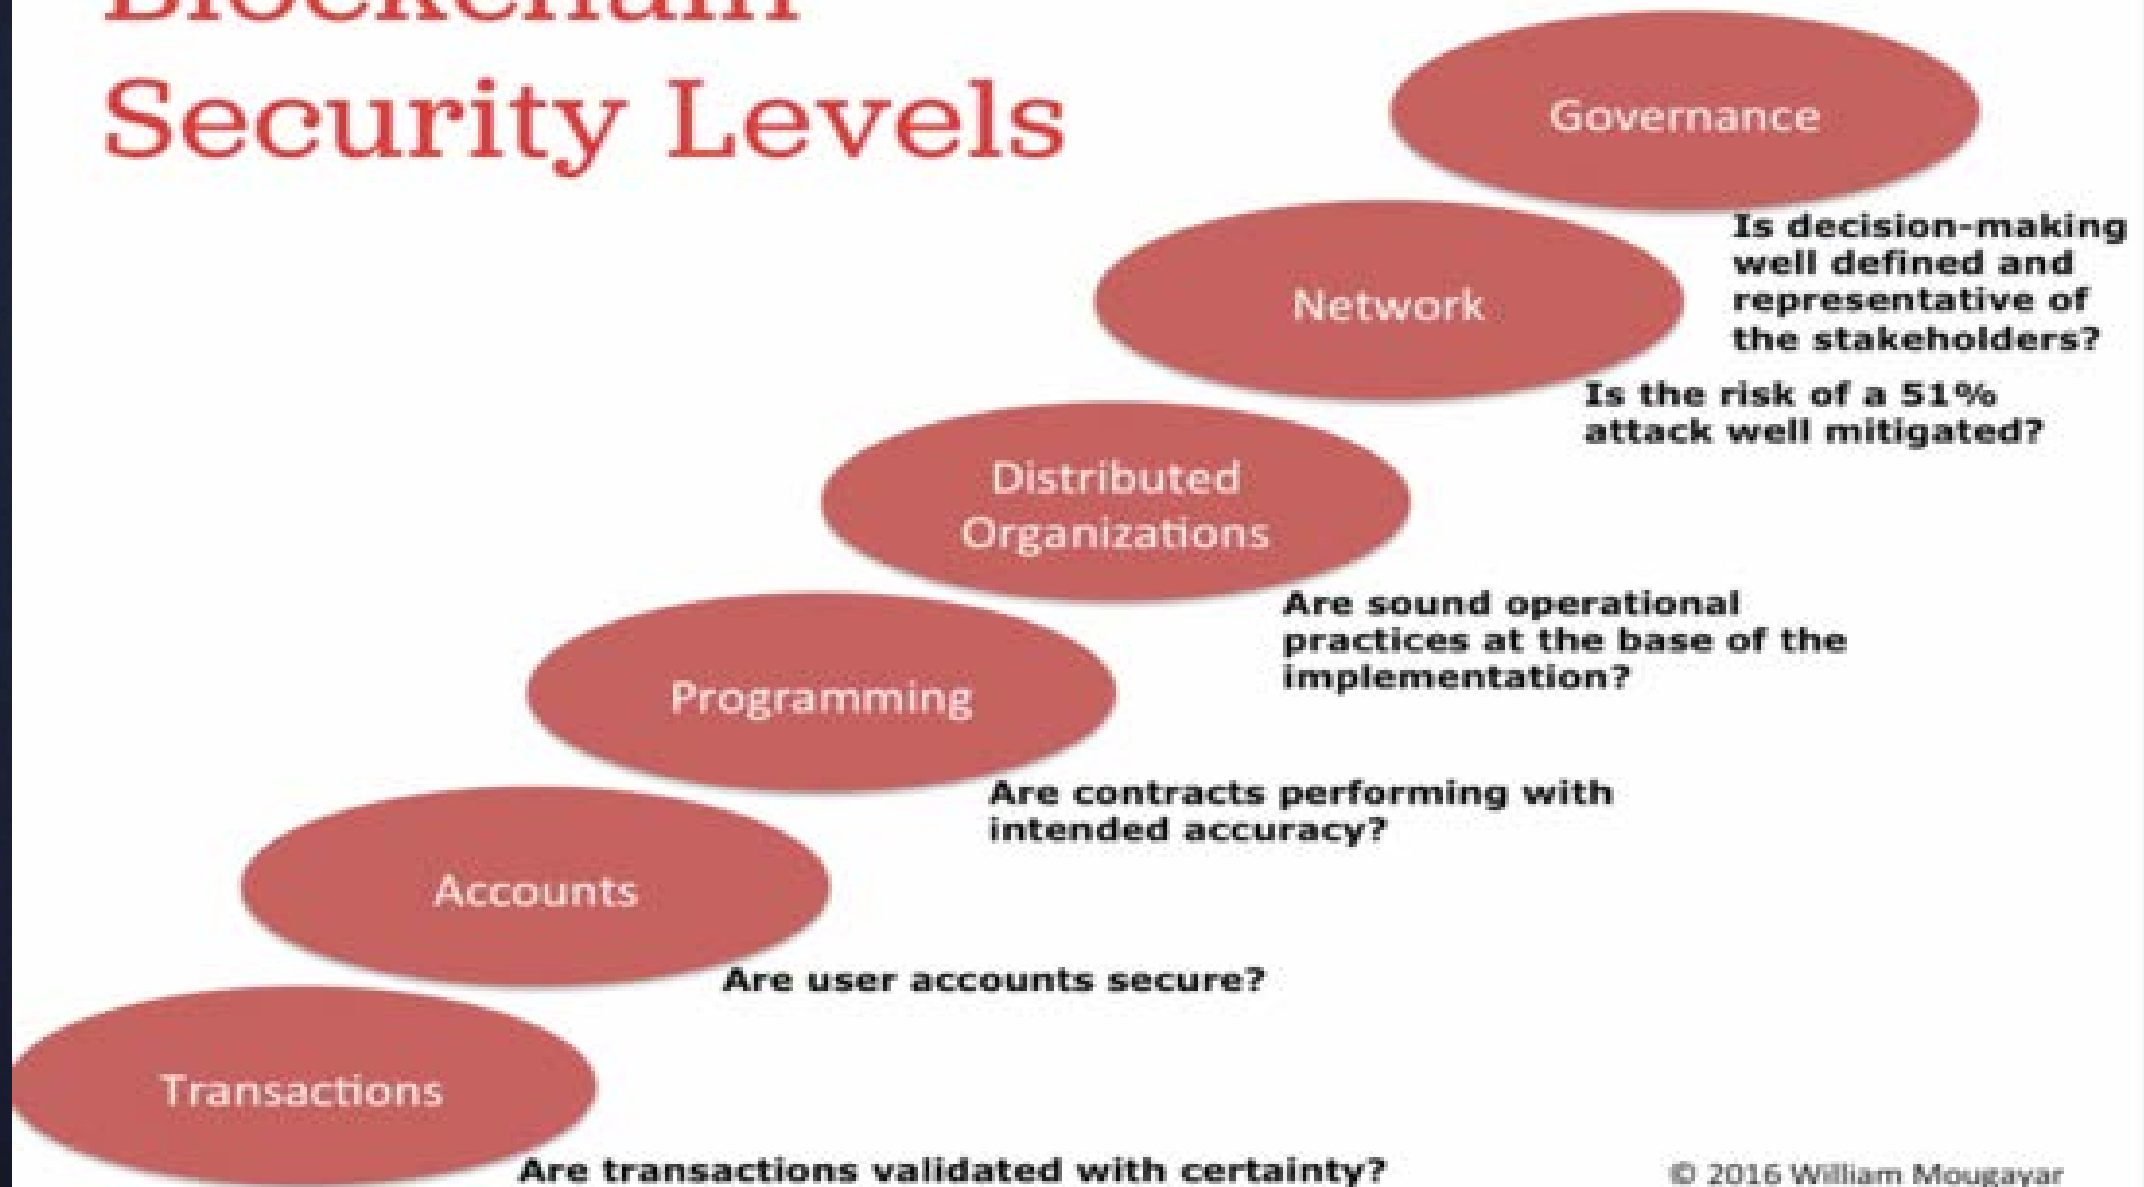 Blockchain
Security Levels
Governance
Is decision-making
well defined and
representative of
the stakeholders?
Network
Is the risk of a 51%
attack well mitigated?
Distributed
Organizations
Are sound operational
practices at the base of the
implementation?
Programming
Are contracts performing with
intended accuracy?
Accounts
Are user accounts secure?
Transactions
Are transactions validated with certainty?
© 2016 William Mougayar